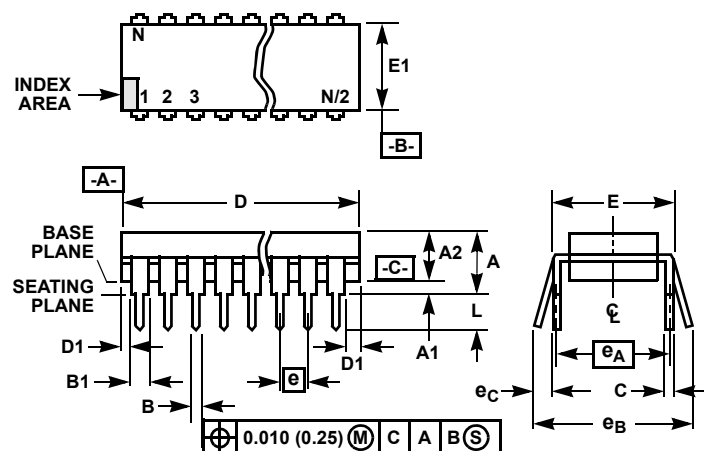 N
E1
INDEX
AREA
1 2 3 N/2
-B-
-A-
D
E
BASE
PLANE
A2
A
-C-
SEATING
PLANE
L
C
L
D1
A1
D1
e
eA
B1
eC
C
B
eB
0.010 (0.25) M C A B S